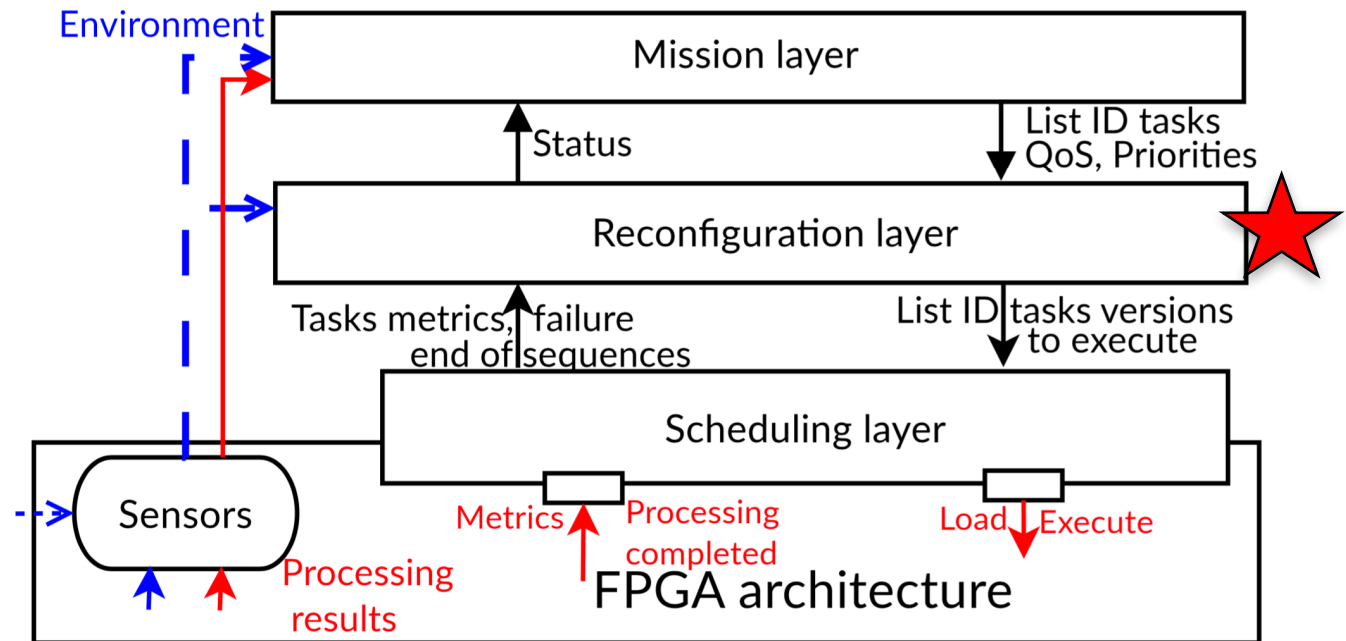 Environment
Mission layer
Status
List ID tasks
QoS, Priorities
Reconfiguration layer
Tasks metrics, failure
end of sequences
List ID tasks versions
to execute
Scheduling layer
Sensors
Metrics
Processing
completed
Load
Execute
Processing
results
FPGA architecture